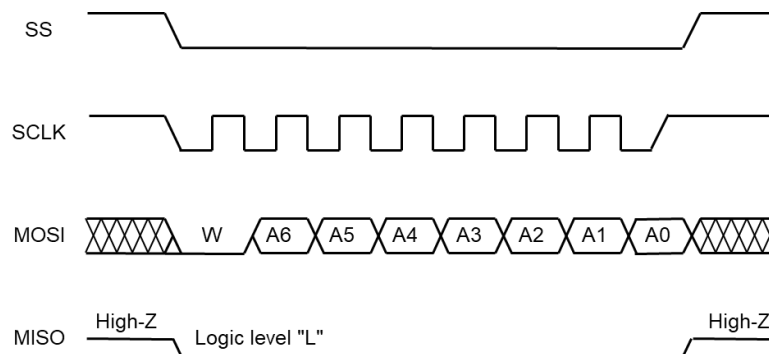 SS
SCLK
MOSI W A6 A5 A4 A3 A2 A1 A0
High-Z High-Z
MISO Logic level "L"